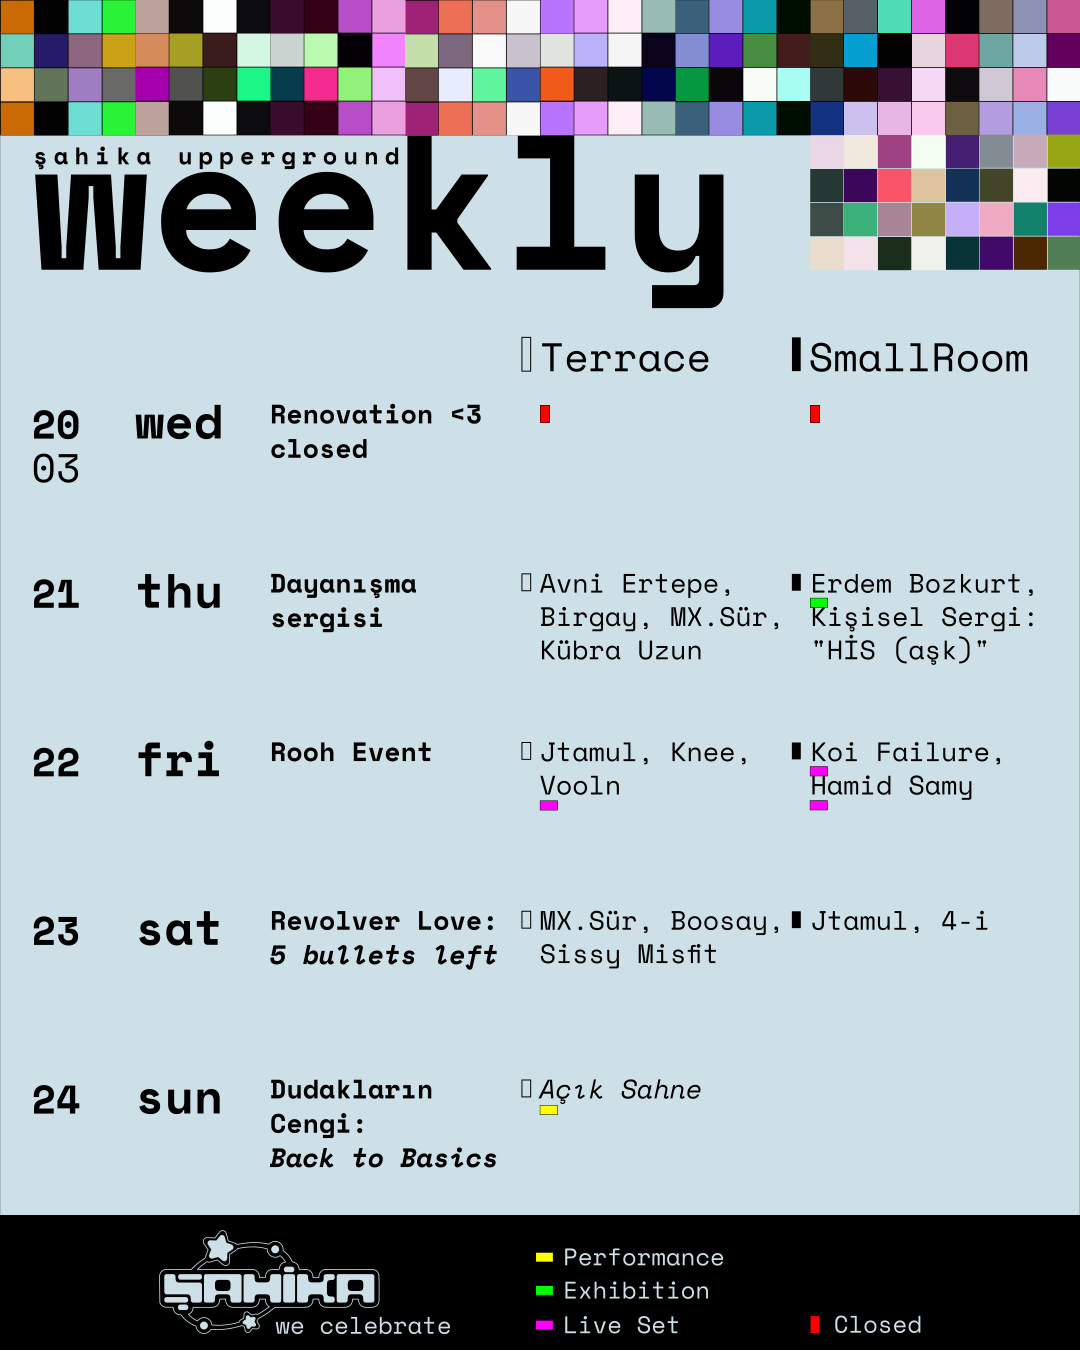 şahika upperground
weekly
Terrace
SmallRoom
20
03
wed
Renovation <3
closed
21
thu
Dayanışma
sergisi
Avni Ertepe,
Birgay, MX.Sür,
Kübra Uzun
Erdem Bozkurt,
Kişisel Sergi:
"HİS (aşk)"
22
fri
Rooh Event
Jtamul, Knee,
Vooln
Koi Failure,
Hamid Samy
23
sat
Revolver Love:
5 bullets left
MX.Sür, Boosay,
Sissy Misfit
Jtamul, 4-i
24
sun
Dudakların
Cengi:
Back to Basics
Açık Sahne
ŞAHİKA
we celebrate
Performance
Exhibition
Live Set
Closed